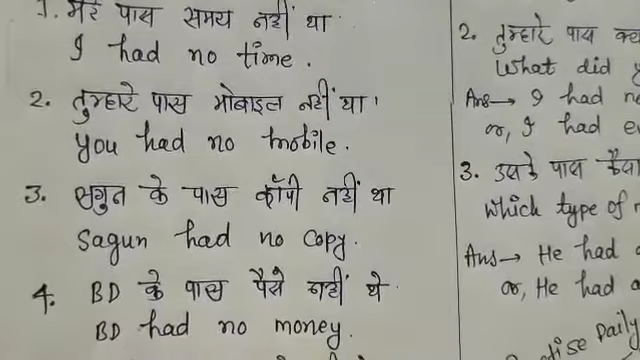 1. मेरे पास समय नहीं था
I had no time.
2. तुम्हारे पास मोबाइल नहीं था।
You had no mobile.
3. सगुन के पास कॉपी नहीं था
Sagun had no copy.
4. BD के पास पैसे नहीं थे
BD had no money.
2. तुम्हारे पास
What did
Ans→ I had
or, I had
3. उसके पास कैसा
which type of
Ans→ He had
or, He had
Daily